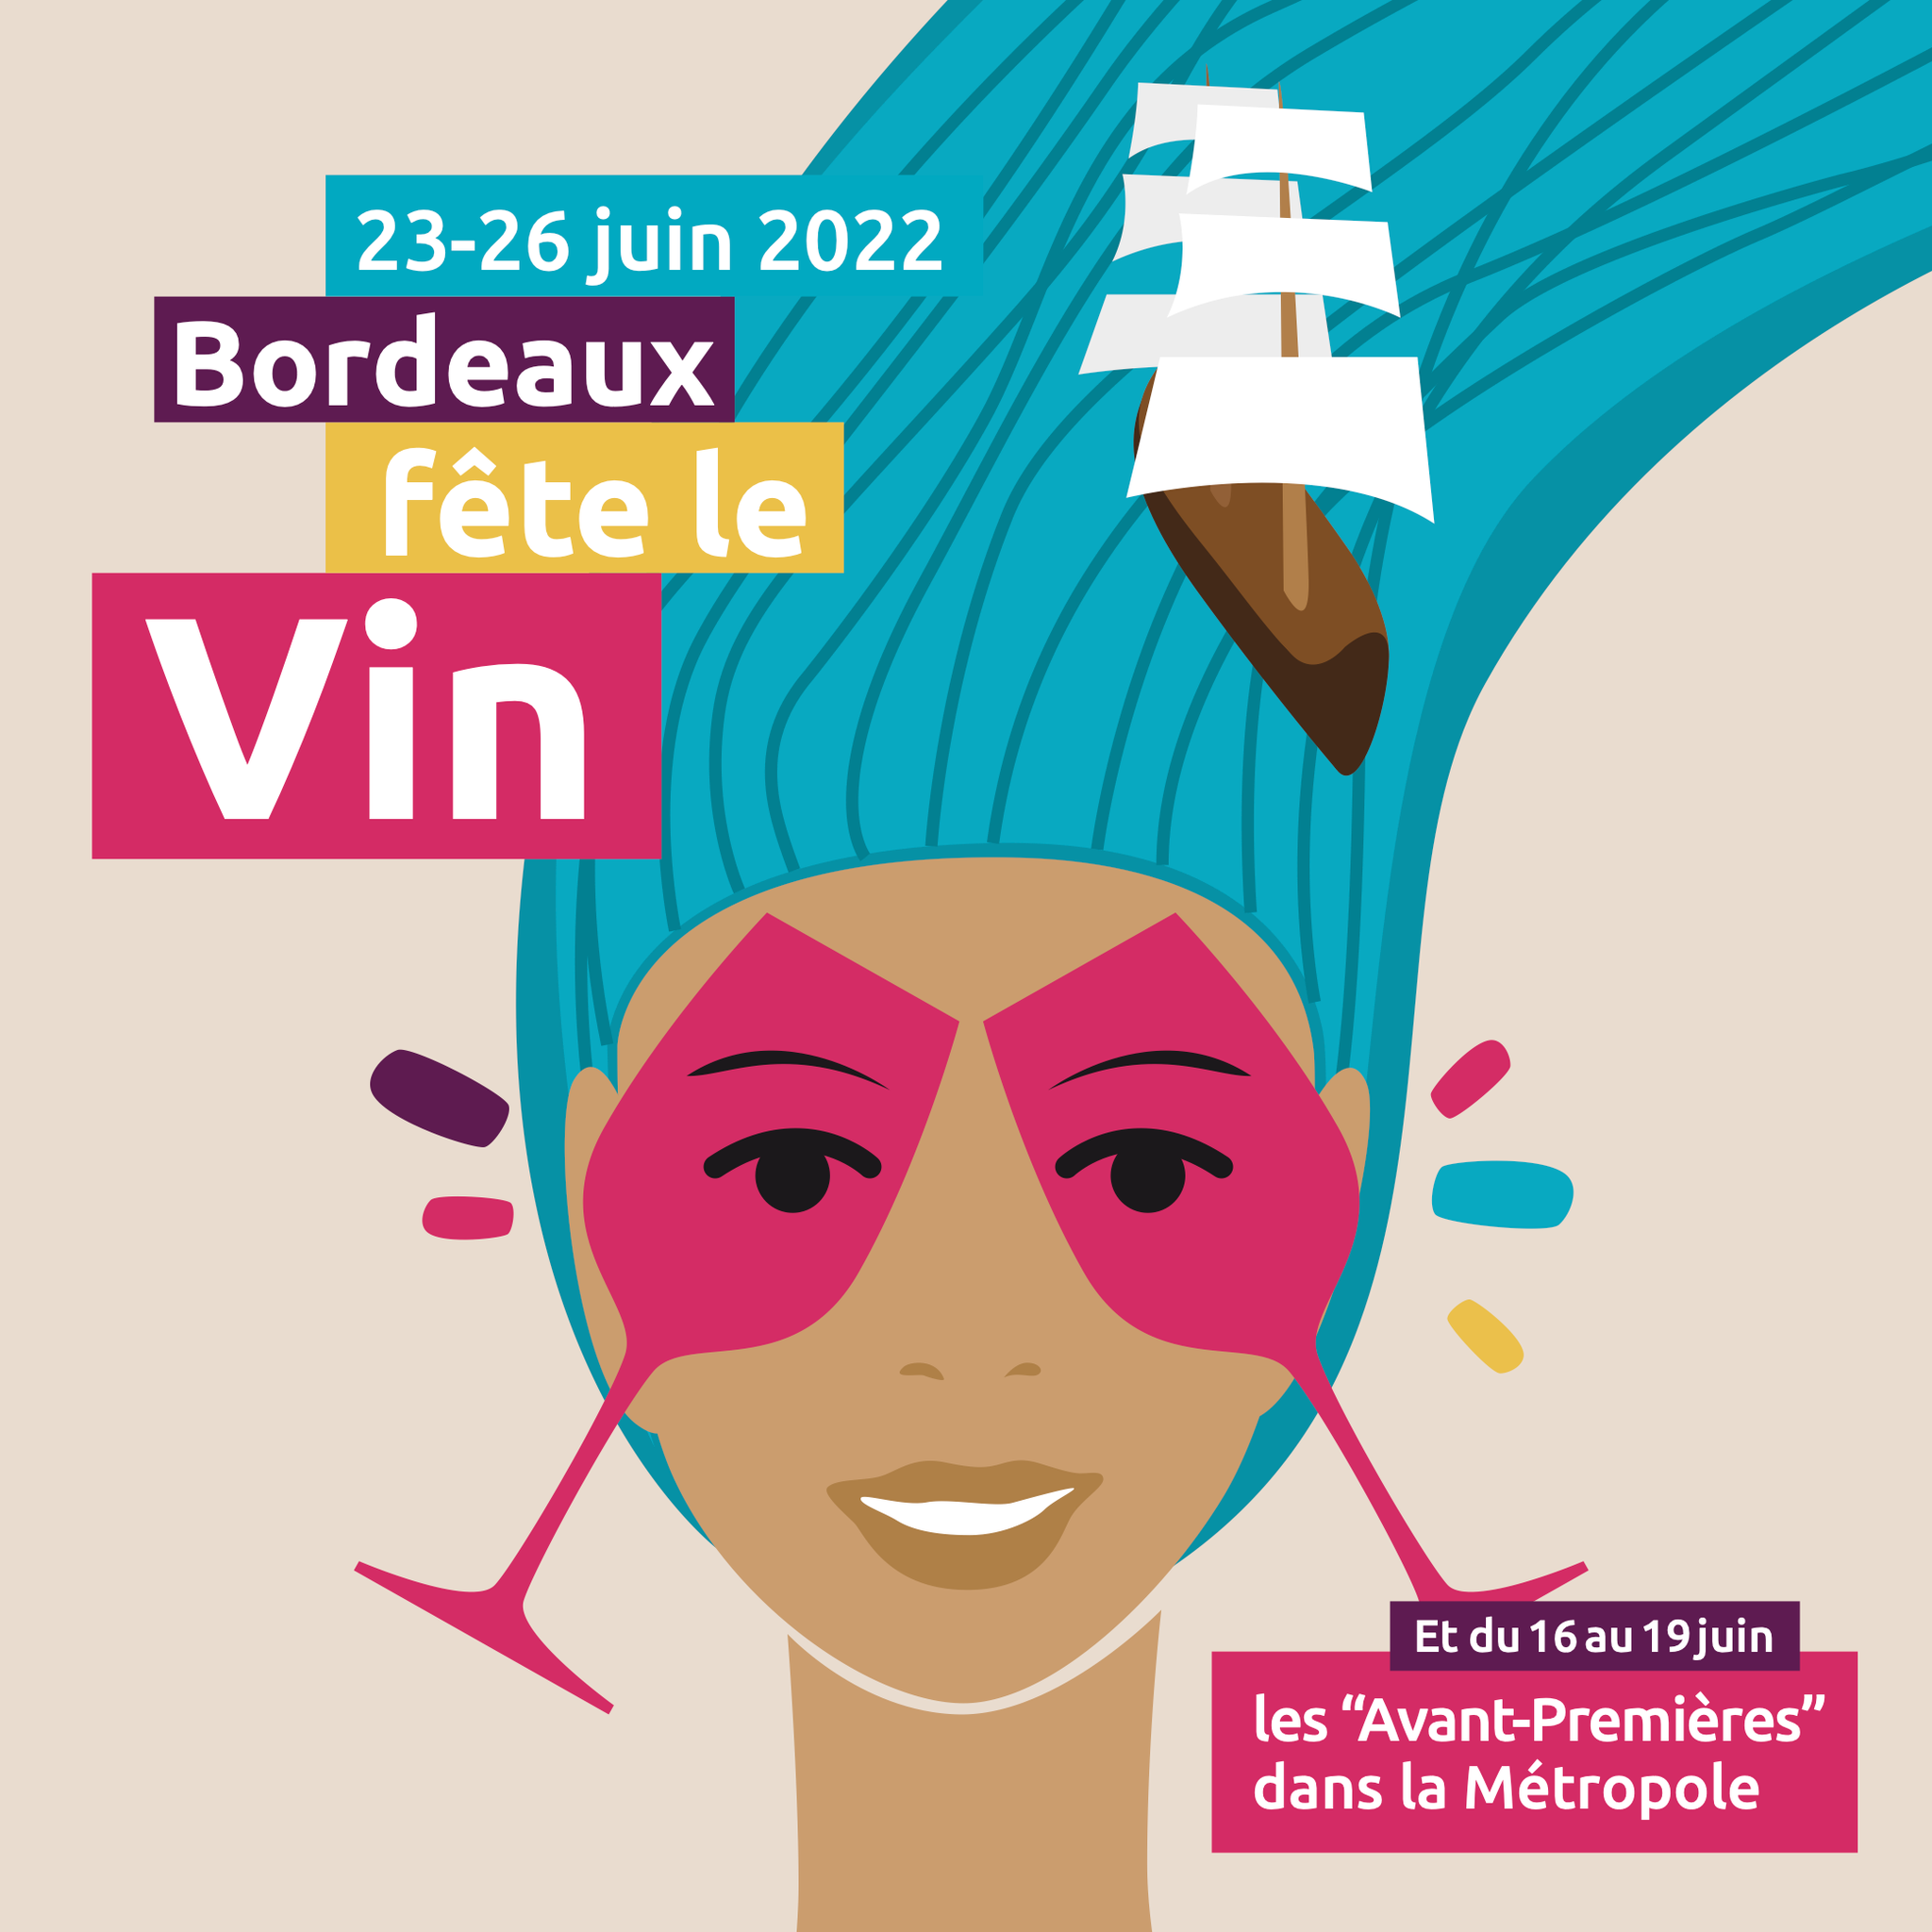 23-26 juin 2022
Bordeaux
fête le
Vin
Et du 16 au 19 juin
les “Avant-Premières”
dans la Métropole